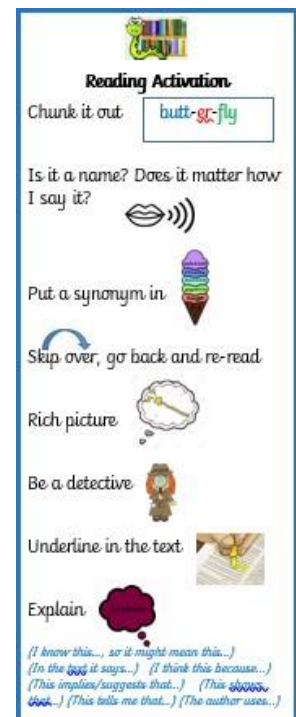 Reading Activation
Chunk it out butt-er-fly
Is it a name? Does it matter how
I say it?
Put a synonym in
Skip over, go back and re-read
Rich picture
Be a detective
Underline in the text
Explain
(I know this..., so it might mean this...)
(In the text it says...) (I think this because...)
(This implies/suggests that...) (This shows
that...) (This tells me that...) (The author uses...)